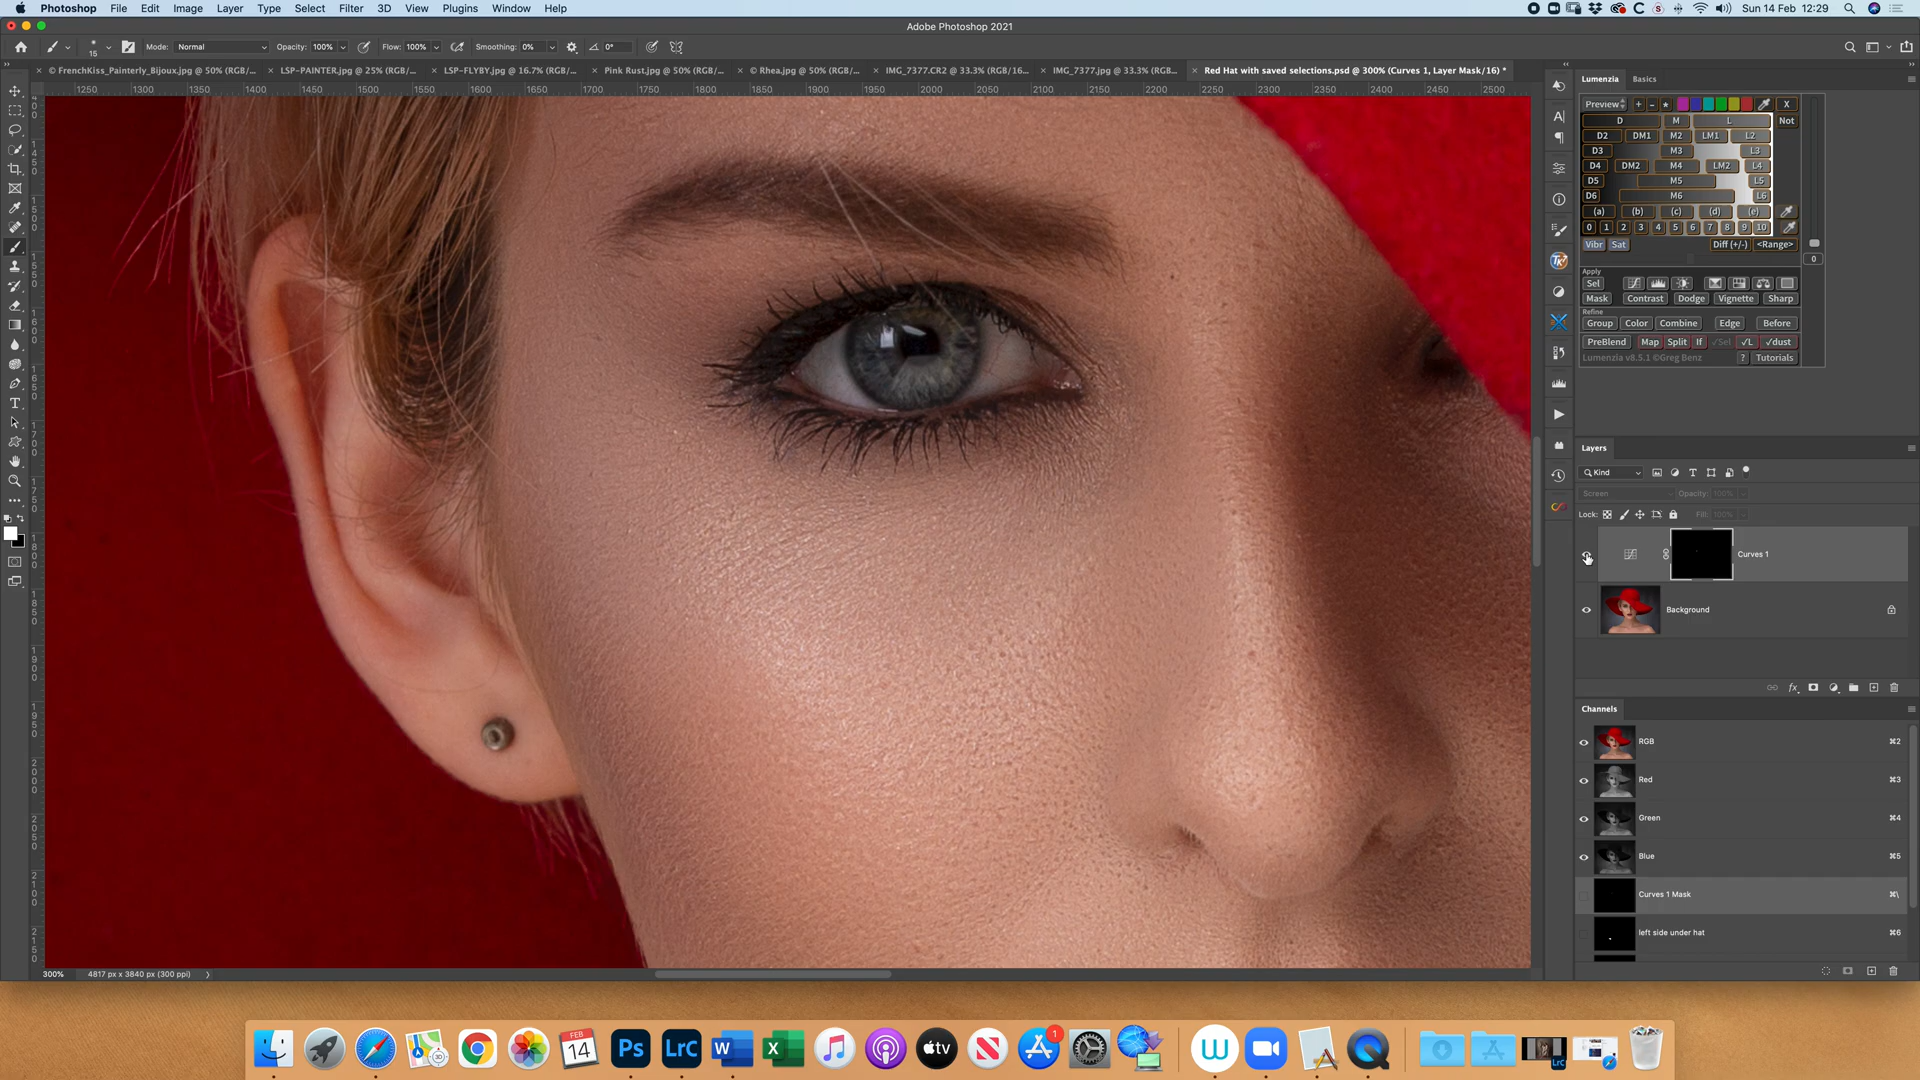 Photoshop File Edit Image Layer Type Select Filter 3D View Plugins Window Help Sun 14 Feb 12:29
Adobe Photoshop 2021
15 Mode: Normal Opacity: 100% Flow: 100% Smoothing: 0% 0°
© FrenchKiss_Painterly_Bijoux.jpg @ 50% (RGB/... LSP-PAINTER.jpg @ 25% (RGB/... LSP-FLYBY.jpg @ 16.7% (RGB/... Pink Rust.jpg @ 50% (RGB/... © Rhea.jpg @ 50% (RGB/... IMG_7377.CR2 @ 33.3% (RGB/16... IMG_7377.jpg @ 33.3% (RGB... Red Hat with saved selections.psd @ 300% (Curves 1, Layer Mask/16) *
1250 1300 1350 1400 1450 1500 1550 1600 1650 1700 1750 1800 1850 1900 1950 2000 2050 2100 2150 2200 2250 2300 2350 2400 2450 2500
Lumenzia Basics
Preview + - * X
D M L Not
D2 DM1 M2 LM1 L2
D3 M3 L3
D4 DM2 M4 LM2 L4
D5 M5 L5
D6 M6 L6
(a) (b) (c) (d) (e)
0 1 2 3 4 5 6 7 8 9 10
Vibr Sat Diff (+/-) <Range>
0
Apply
Sel
Mask Contrast Dodge Vignette Sharp
Refine
Group Color Combine Edge Before
PreBlend Map Split If √Sel √L √dust
Lumenzia v8.5.1 ©Greg Benz ? Tutorials
Layers
Kind
Screen Opacity: 100%
Lock: Fill: 100%
Curves 1
Background
fx
Channels
RGB ⌘2
Red ⌘3
Green ⌘4
Blue ⌘5
Curves 1 Mask ⌘\
left side under hat ⌘6
300% 4817 px x 3840 px (300 ppi)
FEB
14
Ps
LrC
W
X
tv
1